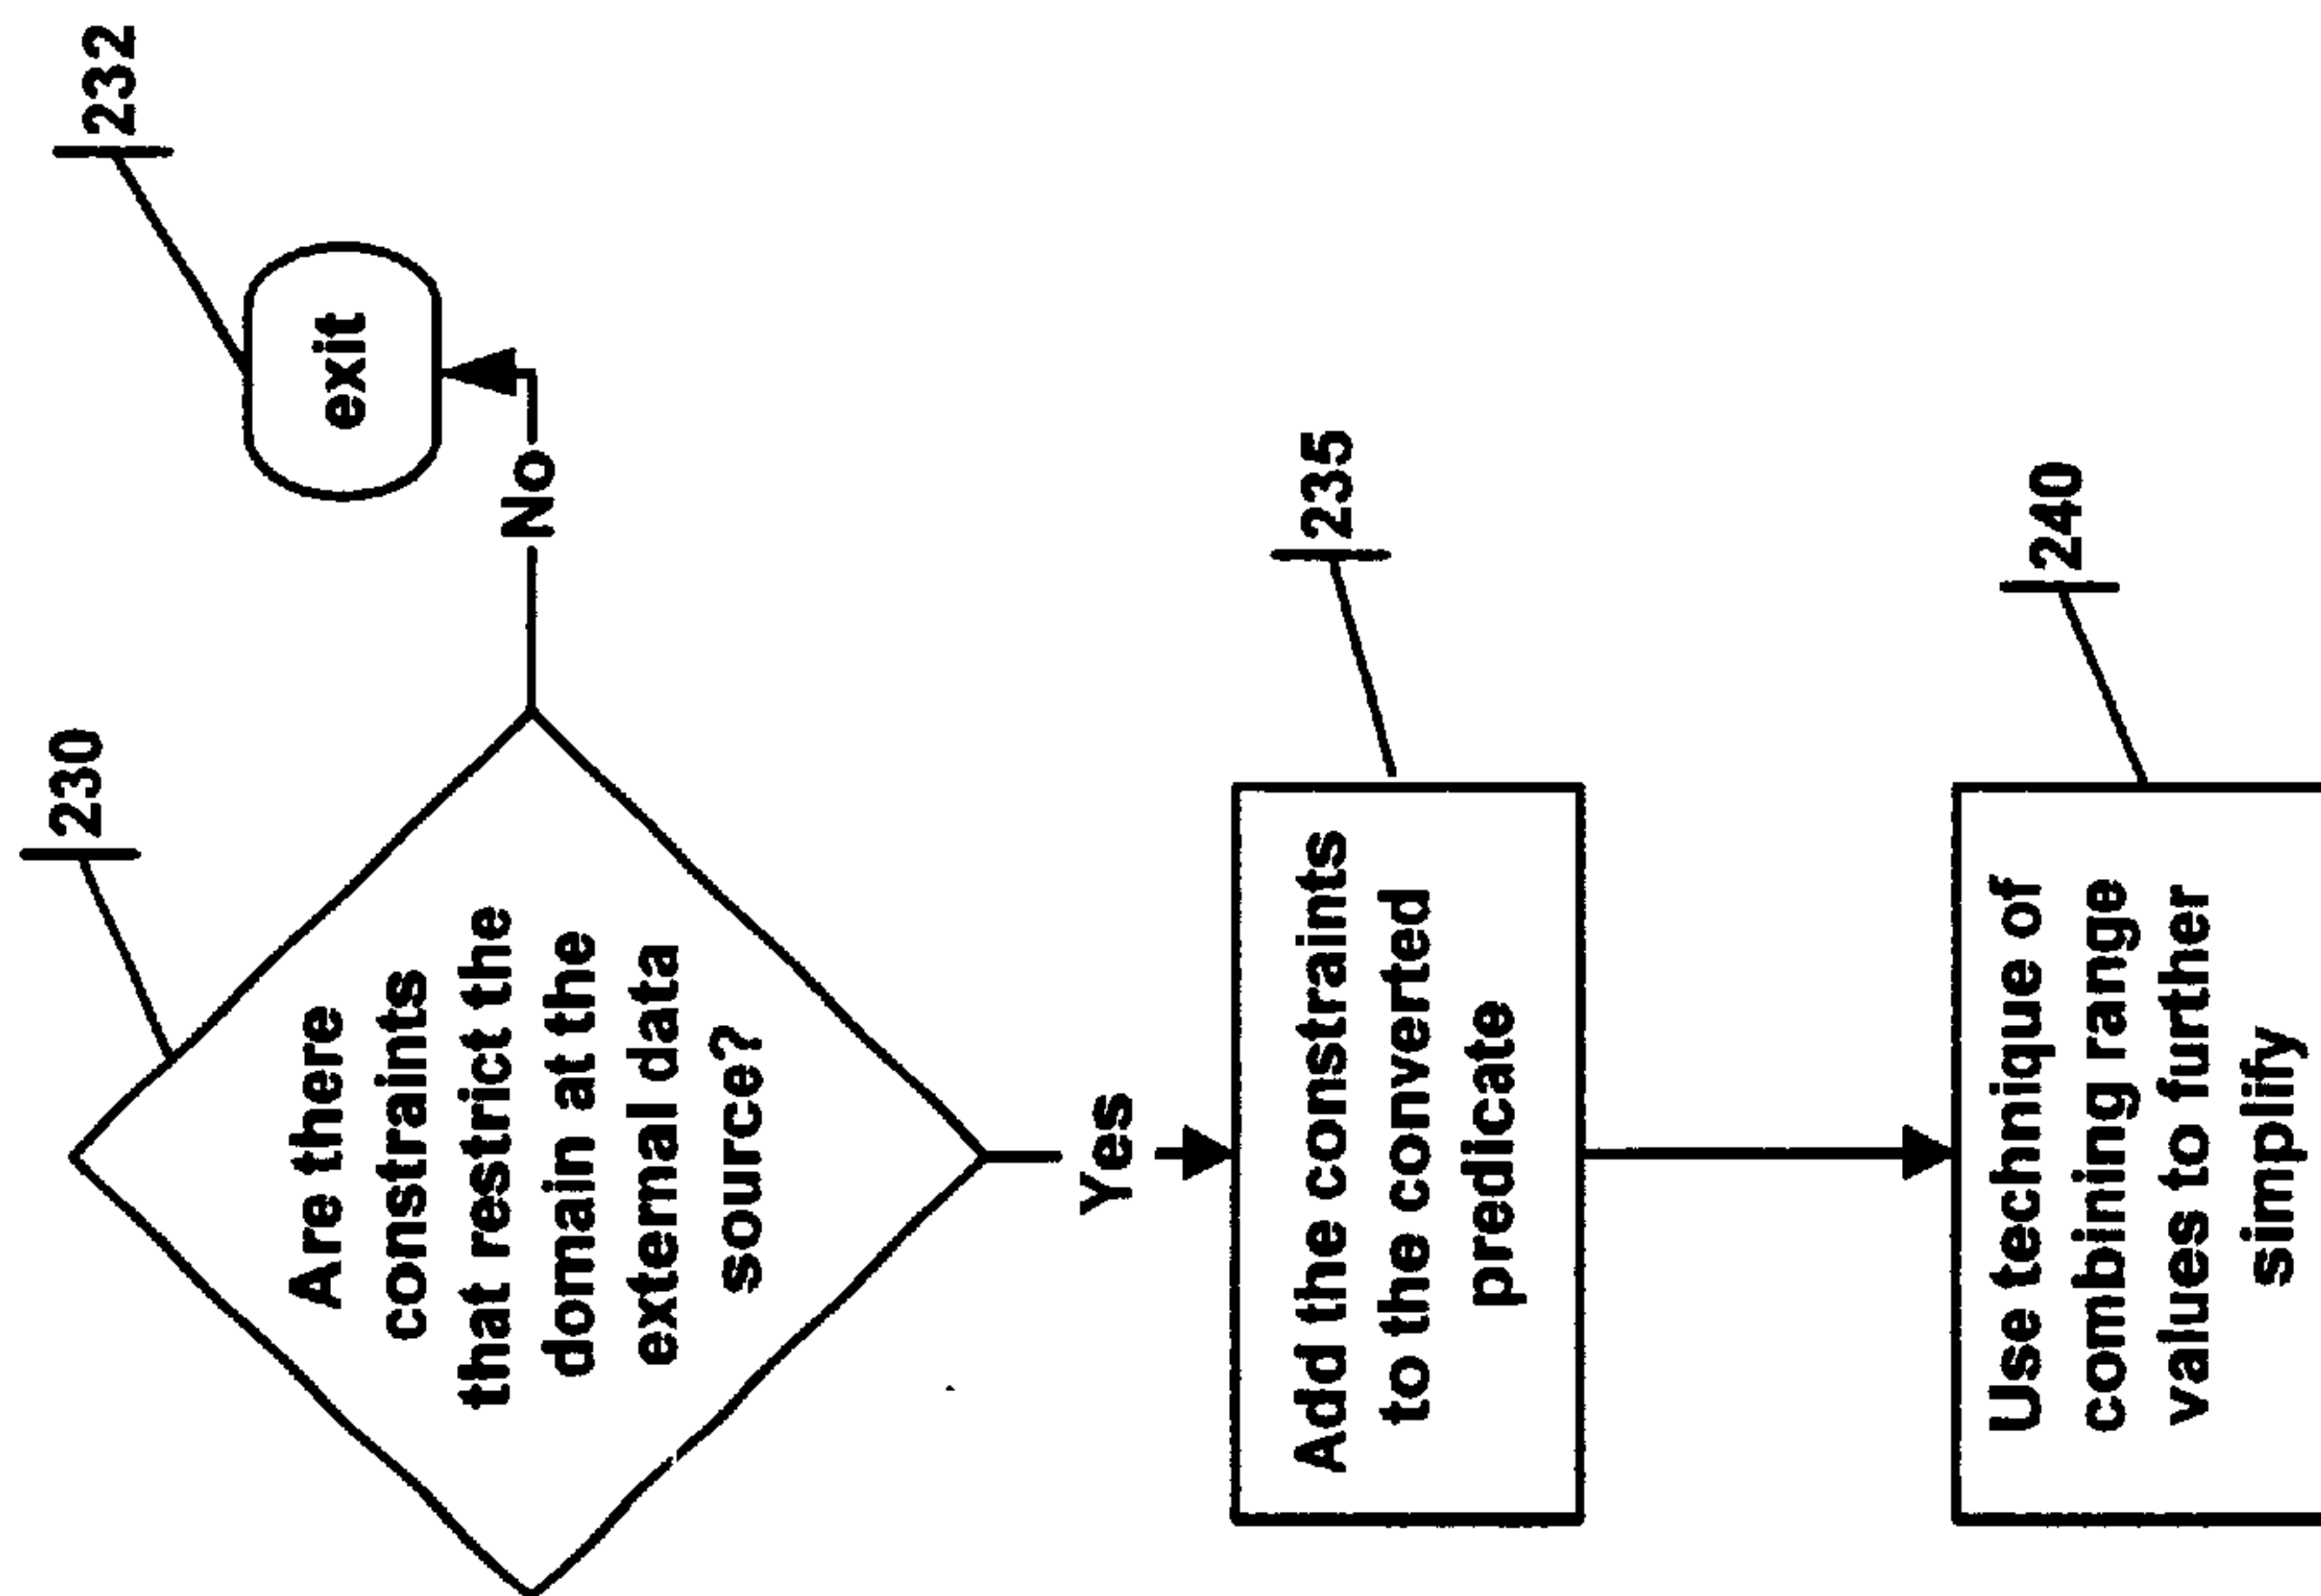 230
Are there
constraints
that restrict the
domain at the
external data
source?
No
exit
232
Yes
235
Add the constraints
to the converted
predicate
240
Use technique of
combining range
values to further
simplify